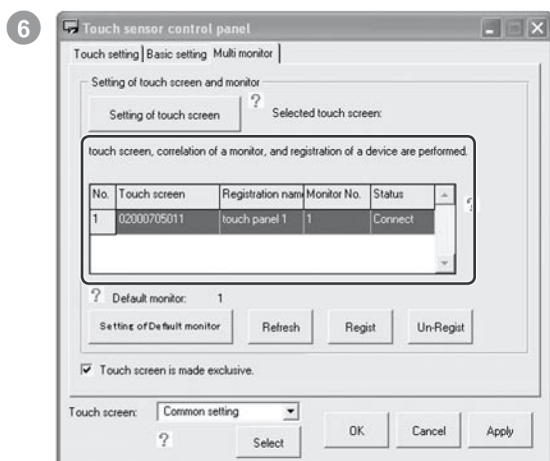 6
Touch sensor control panel
Touch setting Basic setting Multi monitor
Setting of touch screen and monitor
Setting of touch screen ? Selected touch screen:
touch screen, correlation of a monitor, and registration of a device are performed.
No. Touch screen Registration nam Monitor No. Status
1 02000705011 touch panel 1 1 Connect
?
? Default monitor: 1
Setting of Default monitor Refresh Regist Un-Regist
Touch screen is made exclusive.
Touch screen: Common setting
? Select OK Cancel Apply